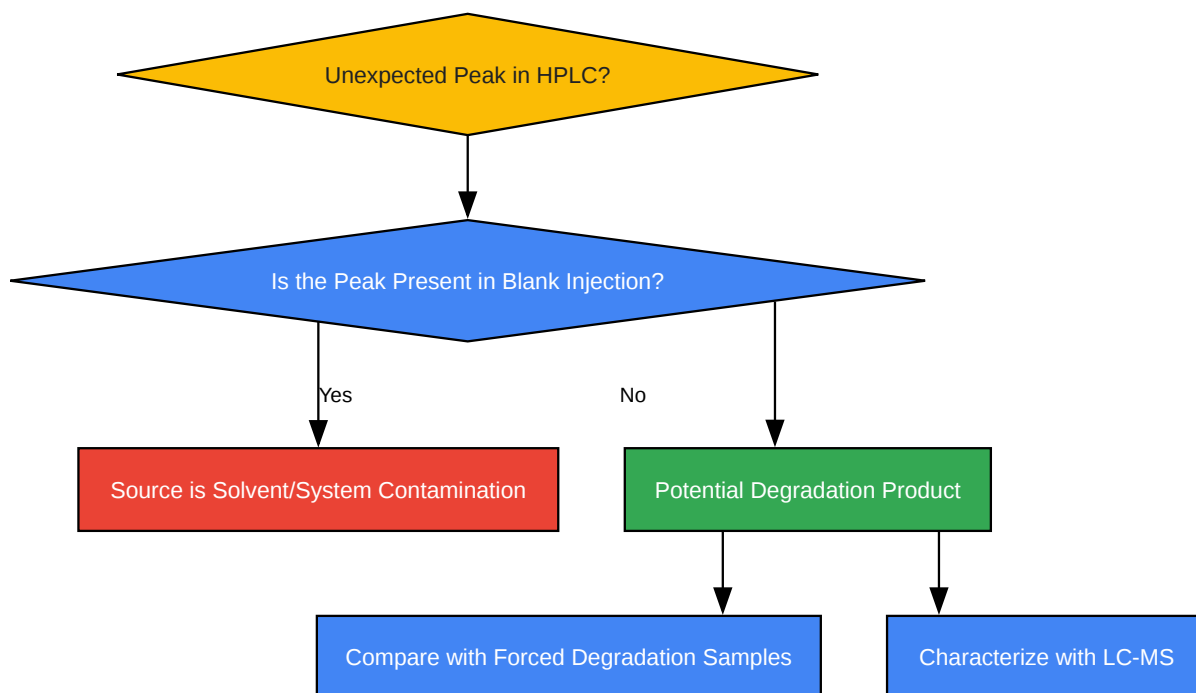 Unexpected Peak in HPLC?
Is the Peak Present in Blank Injection?
Yes
No
Source is Solvent/System Contamination
Potential Degradation Product
Compare with Forced Degradation Samples
Characterize with LC-MS